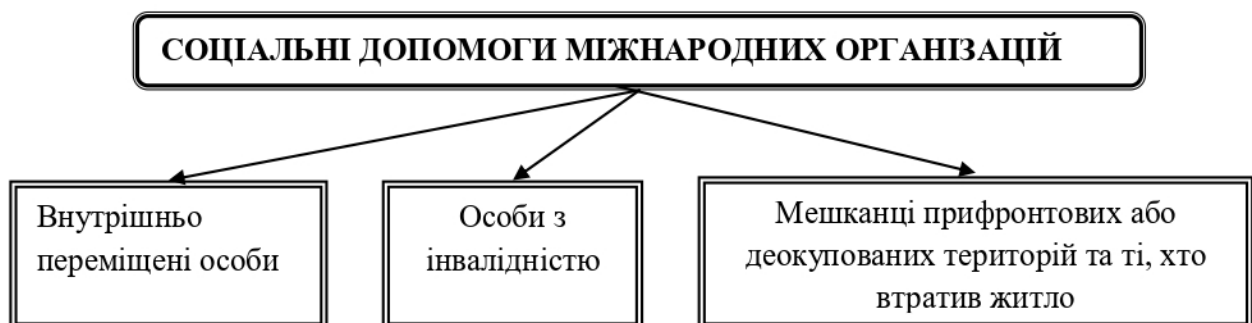 СОЦІАЛЬНІ ДОПОМОГИ МІЖНАРОДНИХ ОРГАНІЗАЦІЙ
Внутрішньо
переміщені особи
Особи з
інвалідністю
Мешканці прифронтових або
деокупованих територій та ті, хто
втратив житло